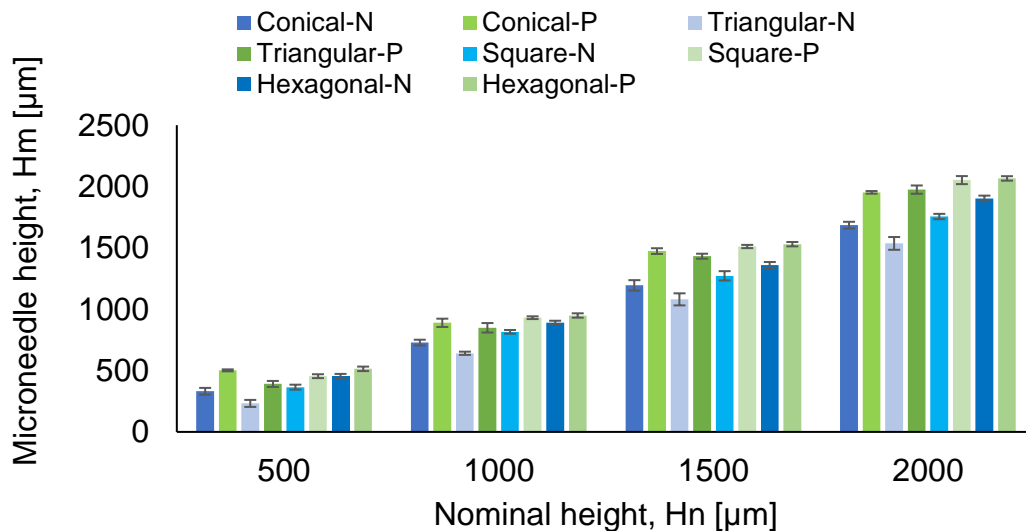 Conical-N Conical-P Triangular-N
Triangular-P Square-N Square-P
Hexagonal-N Hexagonal-P
Microneedle height, Hm [µm]
2500
2000
1500
1000
500
0
500 1000 1500 2000
Nominal height, Hn [µm]